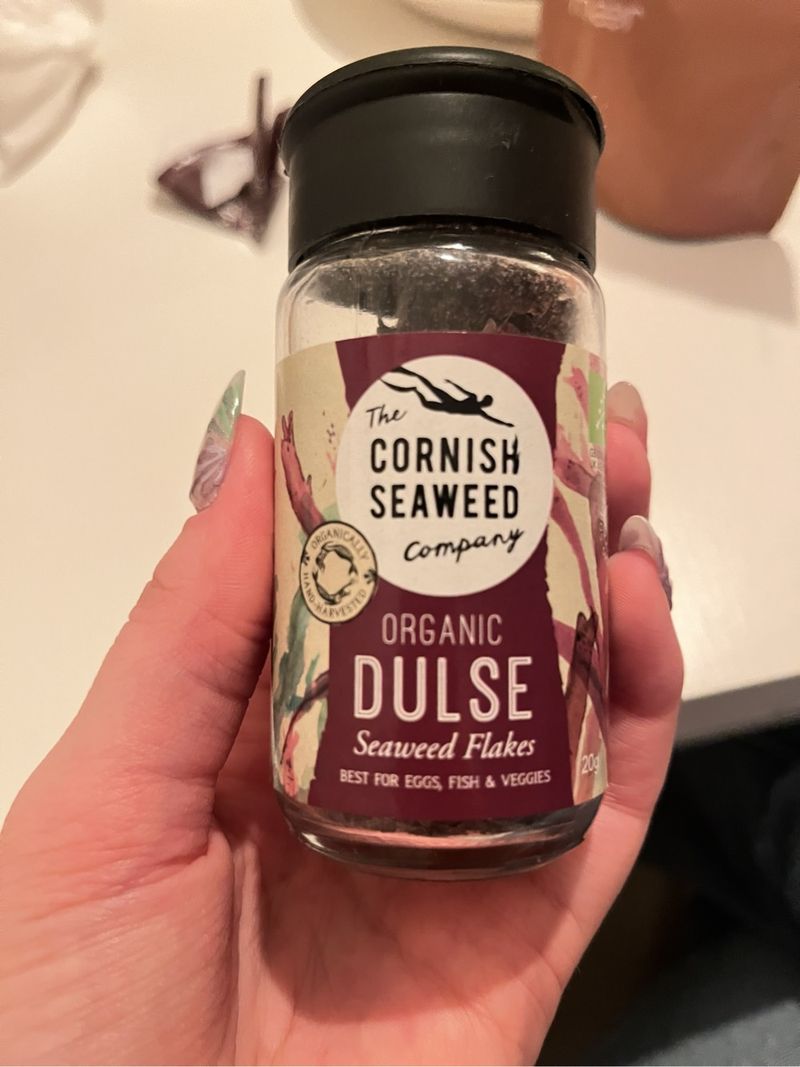 The
CORNISH
SEAWEED
Company
ORGANICALLY
HAND-HARVESTED
ORGANIC
DULSE
Seaweed Flakes
BEST FOR EGGS, FISH & VEGGIES
20g